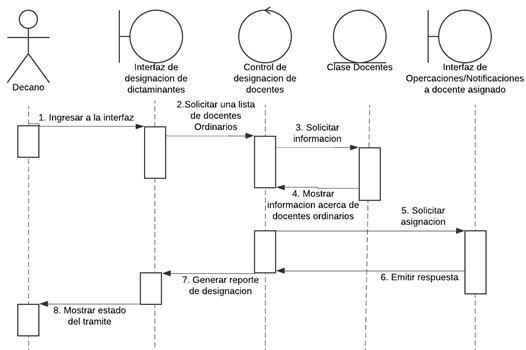 Decano
Interfaz de
designacion de
dictaminantes
Control de
designacion de
docentes
Clase Docentes
Interfaz de
Opercaciones/Notificaciones
a docente asignado
1. Ingresar a la interfaz
2.Solicitar una lista
de docentes
Ordinarios
3. Solicitar
informacion
4. Mostrar
informacion acerca de
docentes ordinarios
5. Solicitar
asignacion
6. Emitir respuesta
7. Generar reporte
de designacion
8. Mostrar estado
del tramite